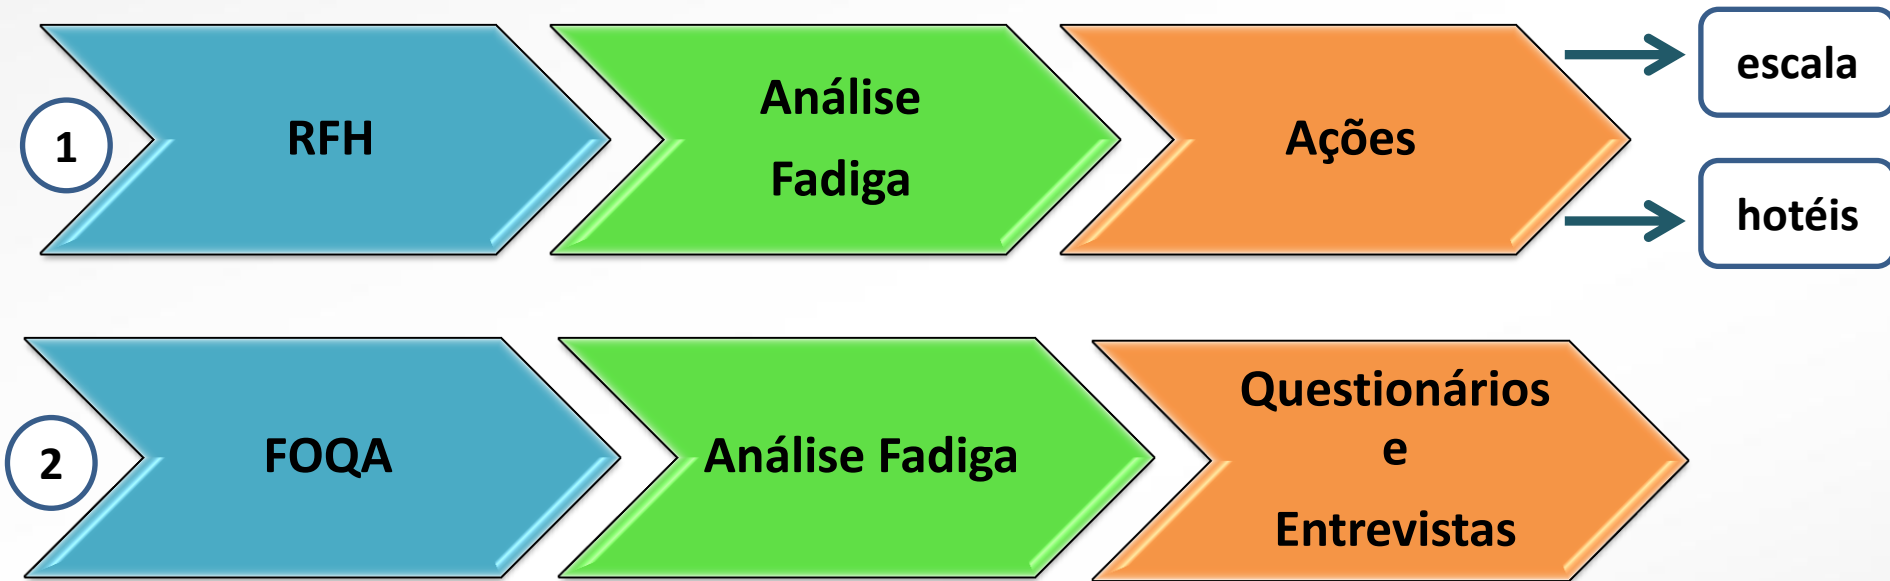 1
RFH
Análise
Fadiga
Ações
escala
hotéis
2
FOQA
Análise Fadiga
Questionários
e
Entrevistas